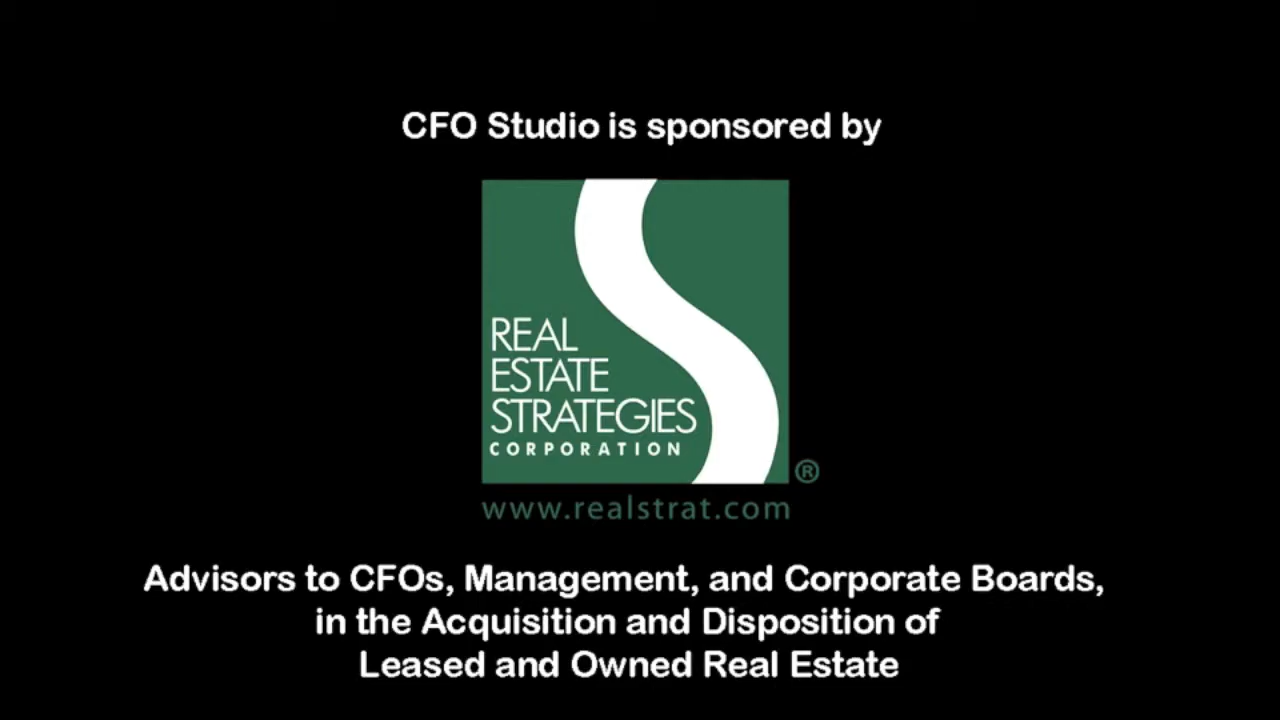 CFO Studio is sponsored by
REAL
ESTATE
STRATEGIES
CORPORATION
®
www.realstrat.com
Advisors to CFOs, Management, and Corporate Boards,
in the Acquisition and Disposition of
Leased and Owned Real Estate